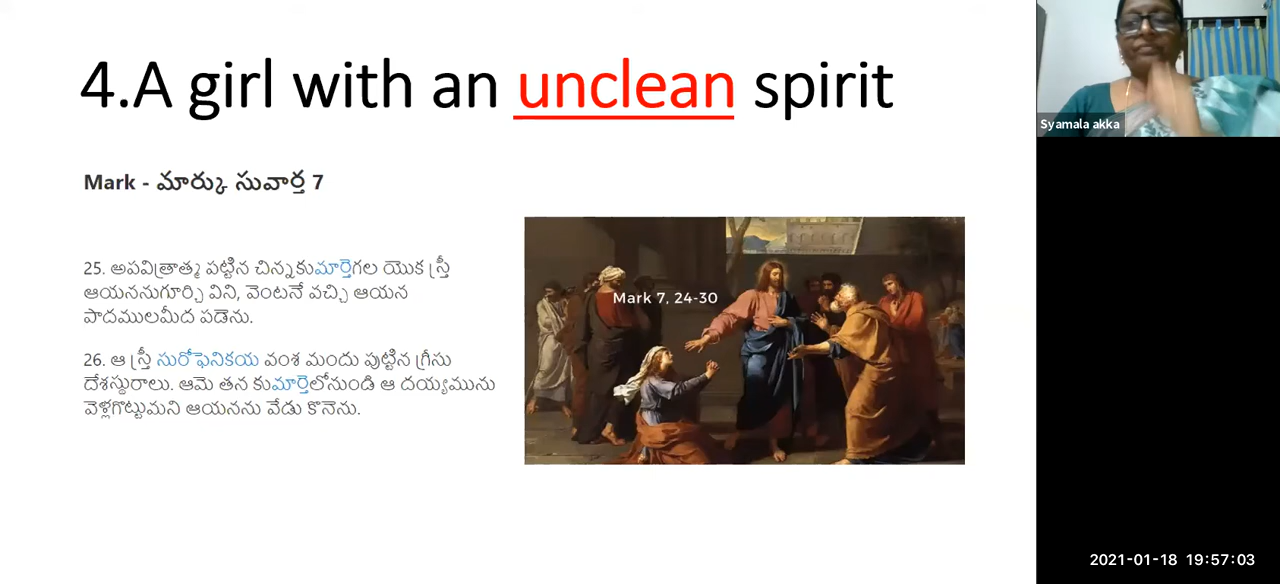 4.A girl with an unclean spirit
Syamala akka
Mark - మార్కు సువార్త 7
25. అపవిత్రాత్మ పట్టిన చిన్నకుమార్తెగల యొక స్త్రీ
ఆయననుగూర్చి విని, వెంటనే వచ్చి ఆయన
పాదములమీద పడెను.
26. ఆ స్త్రీ సురోఫెనికయ వంశ మందు పుట్టిన గ్రీసు
దేశస్థురాలు. ఆమె తన కుమార్తెలోనుండి ఆ దయ్యమును
వెళ్లగొట్టుమని ఆయనను వేడు కొనెను.
Mark 7, 24-30
2021-01-18 19:57:03